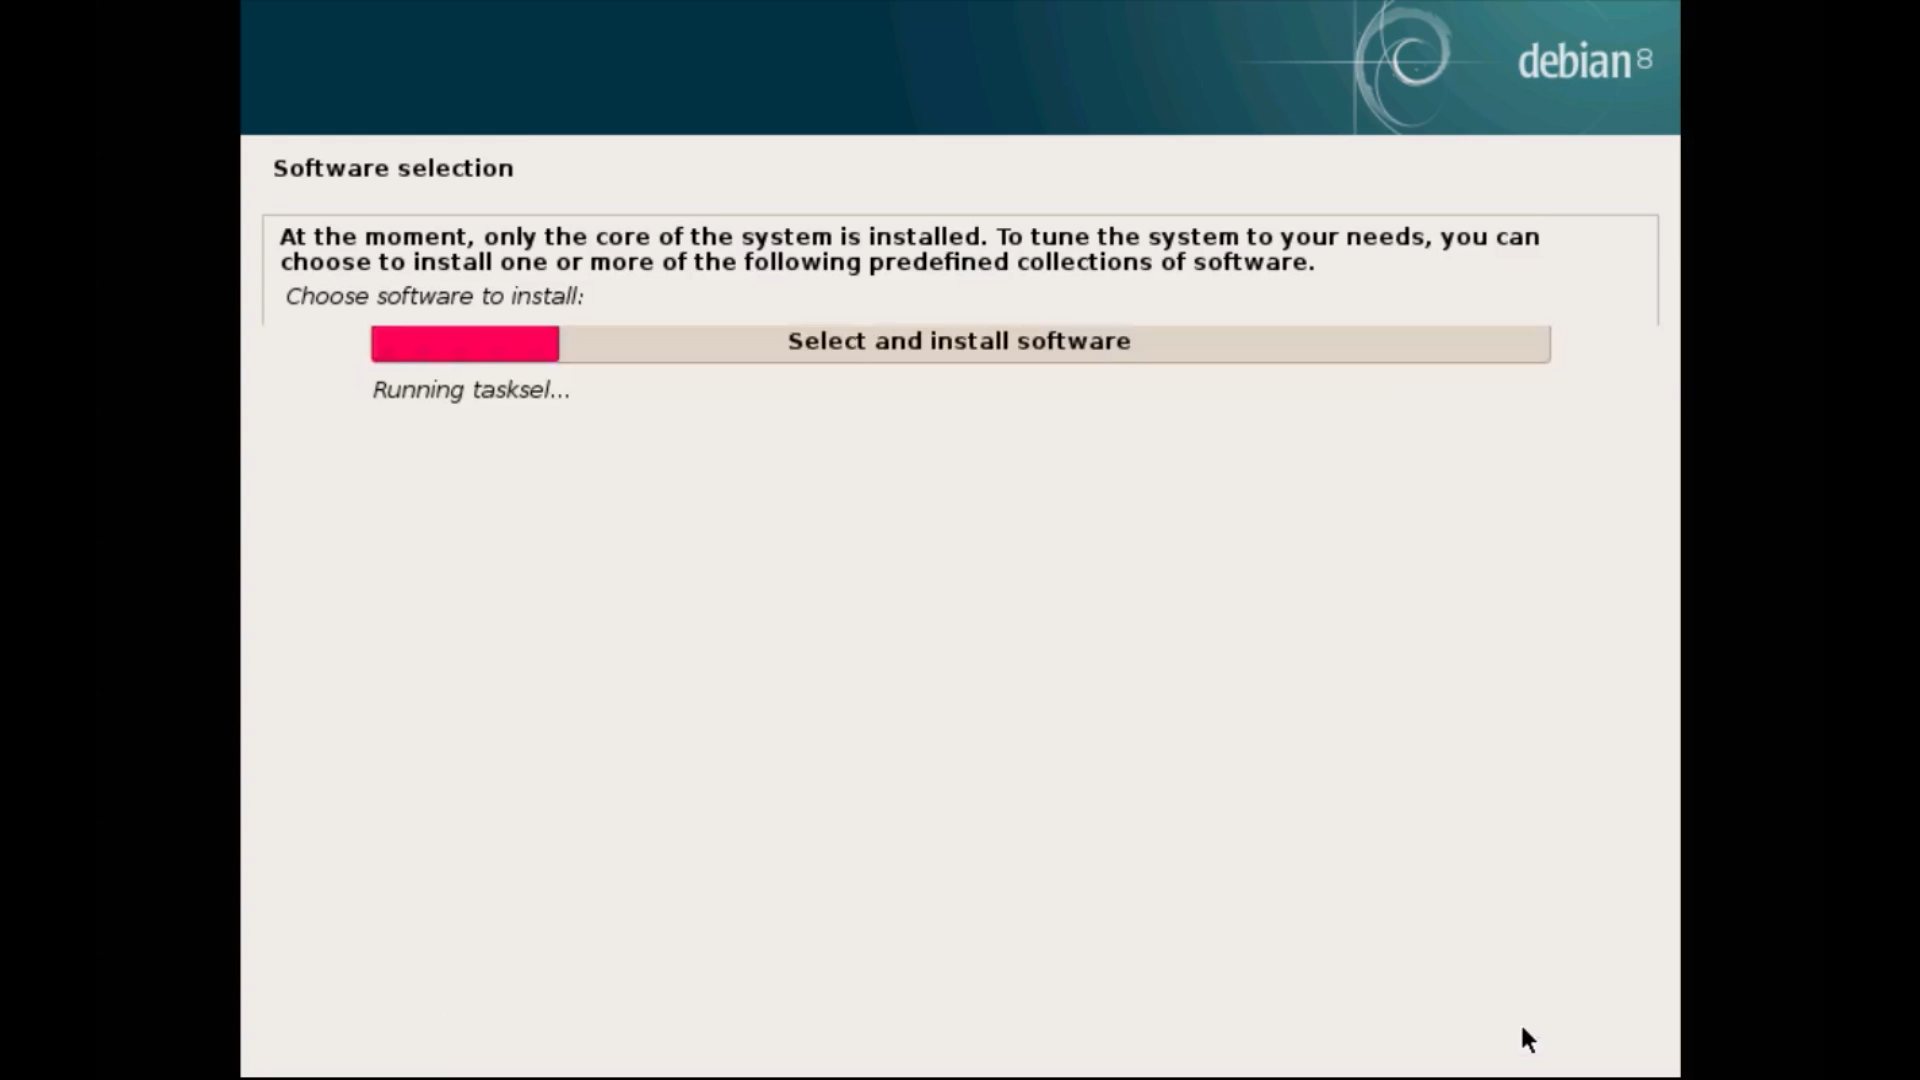 debian 8
Software selection
At the moment, only the core of the system is installed. To tune the system to your needs, you can
choose to install one or more of the following predefined collections of software.
Choose software to install:
Select and install software
Running tasksel...